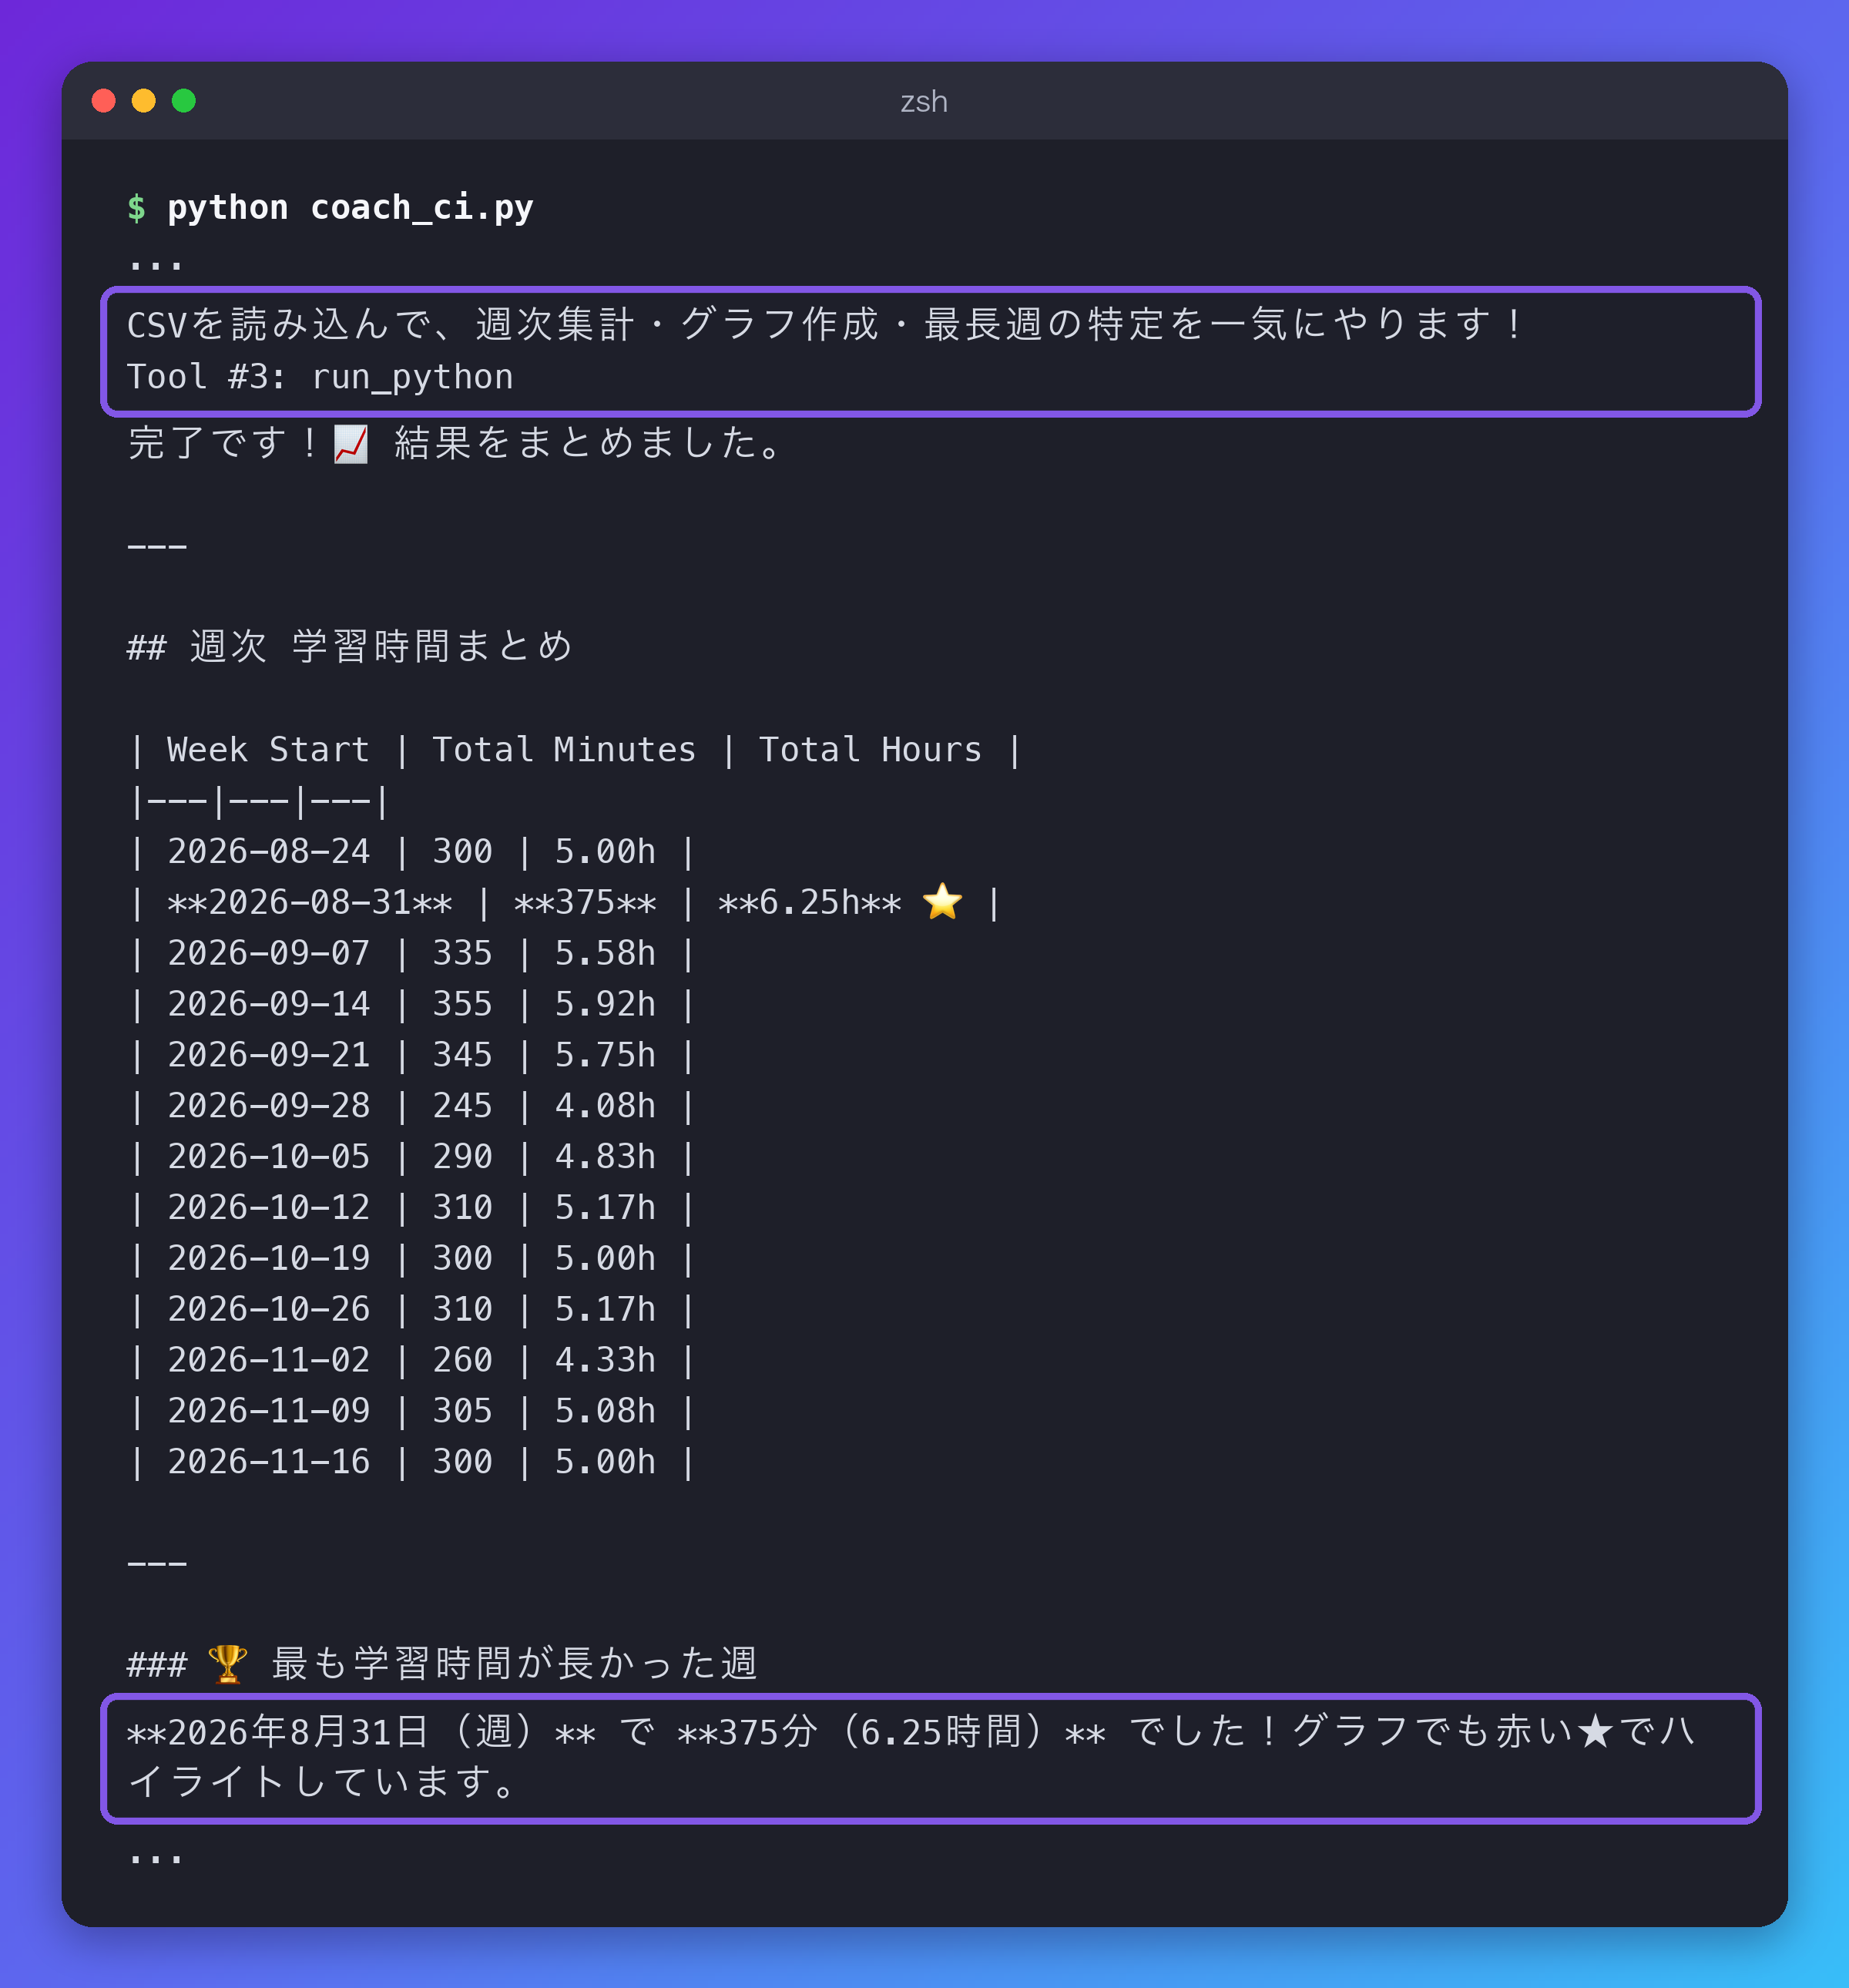 zsh
$ python coach_ci.py
...
CSVを読み込んで、週次集計・グラフ作成・最長週の特定を一気にやります！
Tool #3: run_python
完了です！📈 結果をまとめました。
---
## 週次 学習時間まとめ
| Week Start | Total Minutes | Total Hours |
|---|---|---|
| 2026-08-24 | 300 | 5.00h |
| **2026-08-31** | **375** | **6.25h** ⭐ |
| 2026-09-07 | 335 | 5.58h |
| 2026-09-14 | 355 | 5.92h |
| 2026-09-21 | 345 | 5.75h |
| 2026-09-28 | 245 | 4.08h |
| 2026-10-05 | 290 | 4.83h |
| 2026-10-12 | 310 | 5.17h |
| 2026-10-19 | 300 | 5.00h |
| 2026-10-26 | 310 | 5.17h |
| 2026-11-02 | 260 | 4.33h |
| 2026-11-09 | 305 | 5.08h |
| 2026-11-16 | 300 | 5.00h |
---
### 🏆 最も学習時間が長かった週
**2026年8月31日（週）** で **375分（6.25時間）** でした！グラフでも赤い★でハ
イライトしています。
...